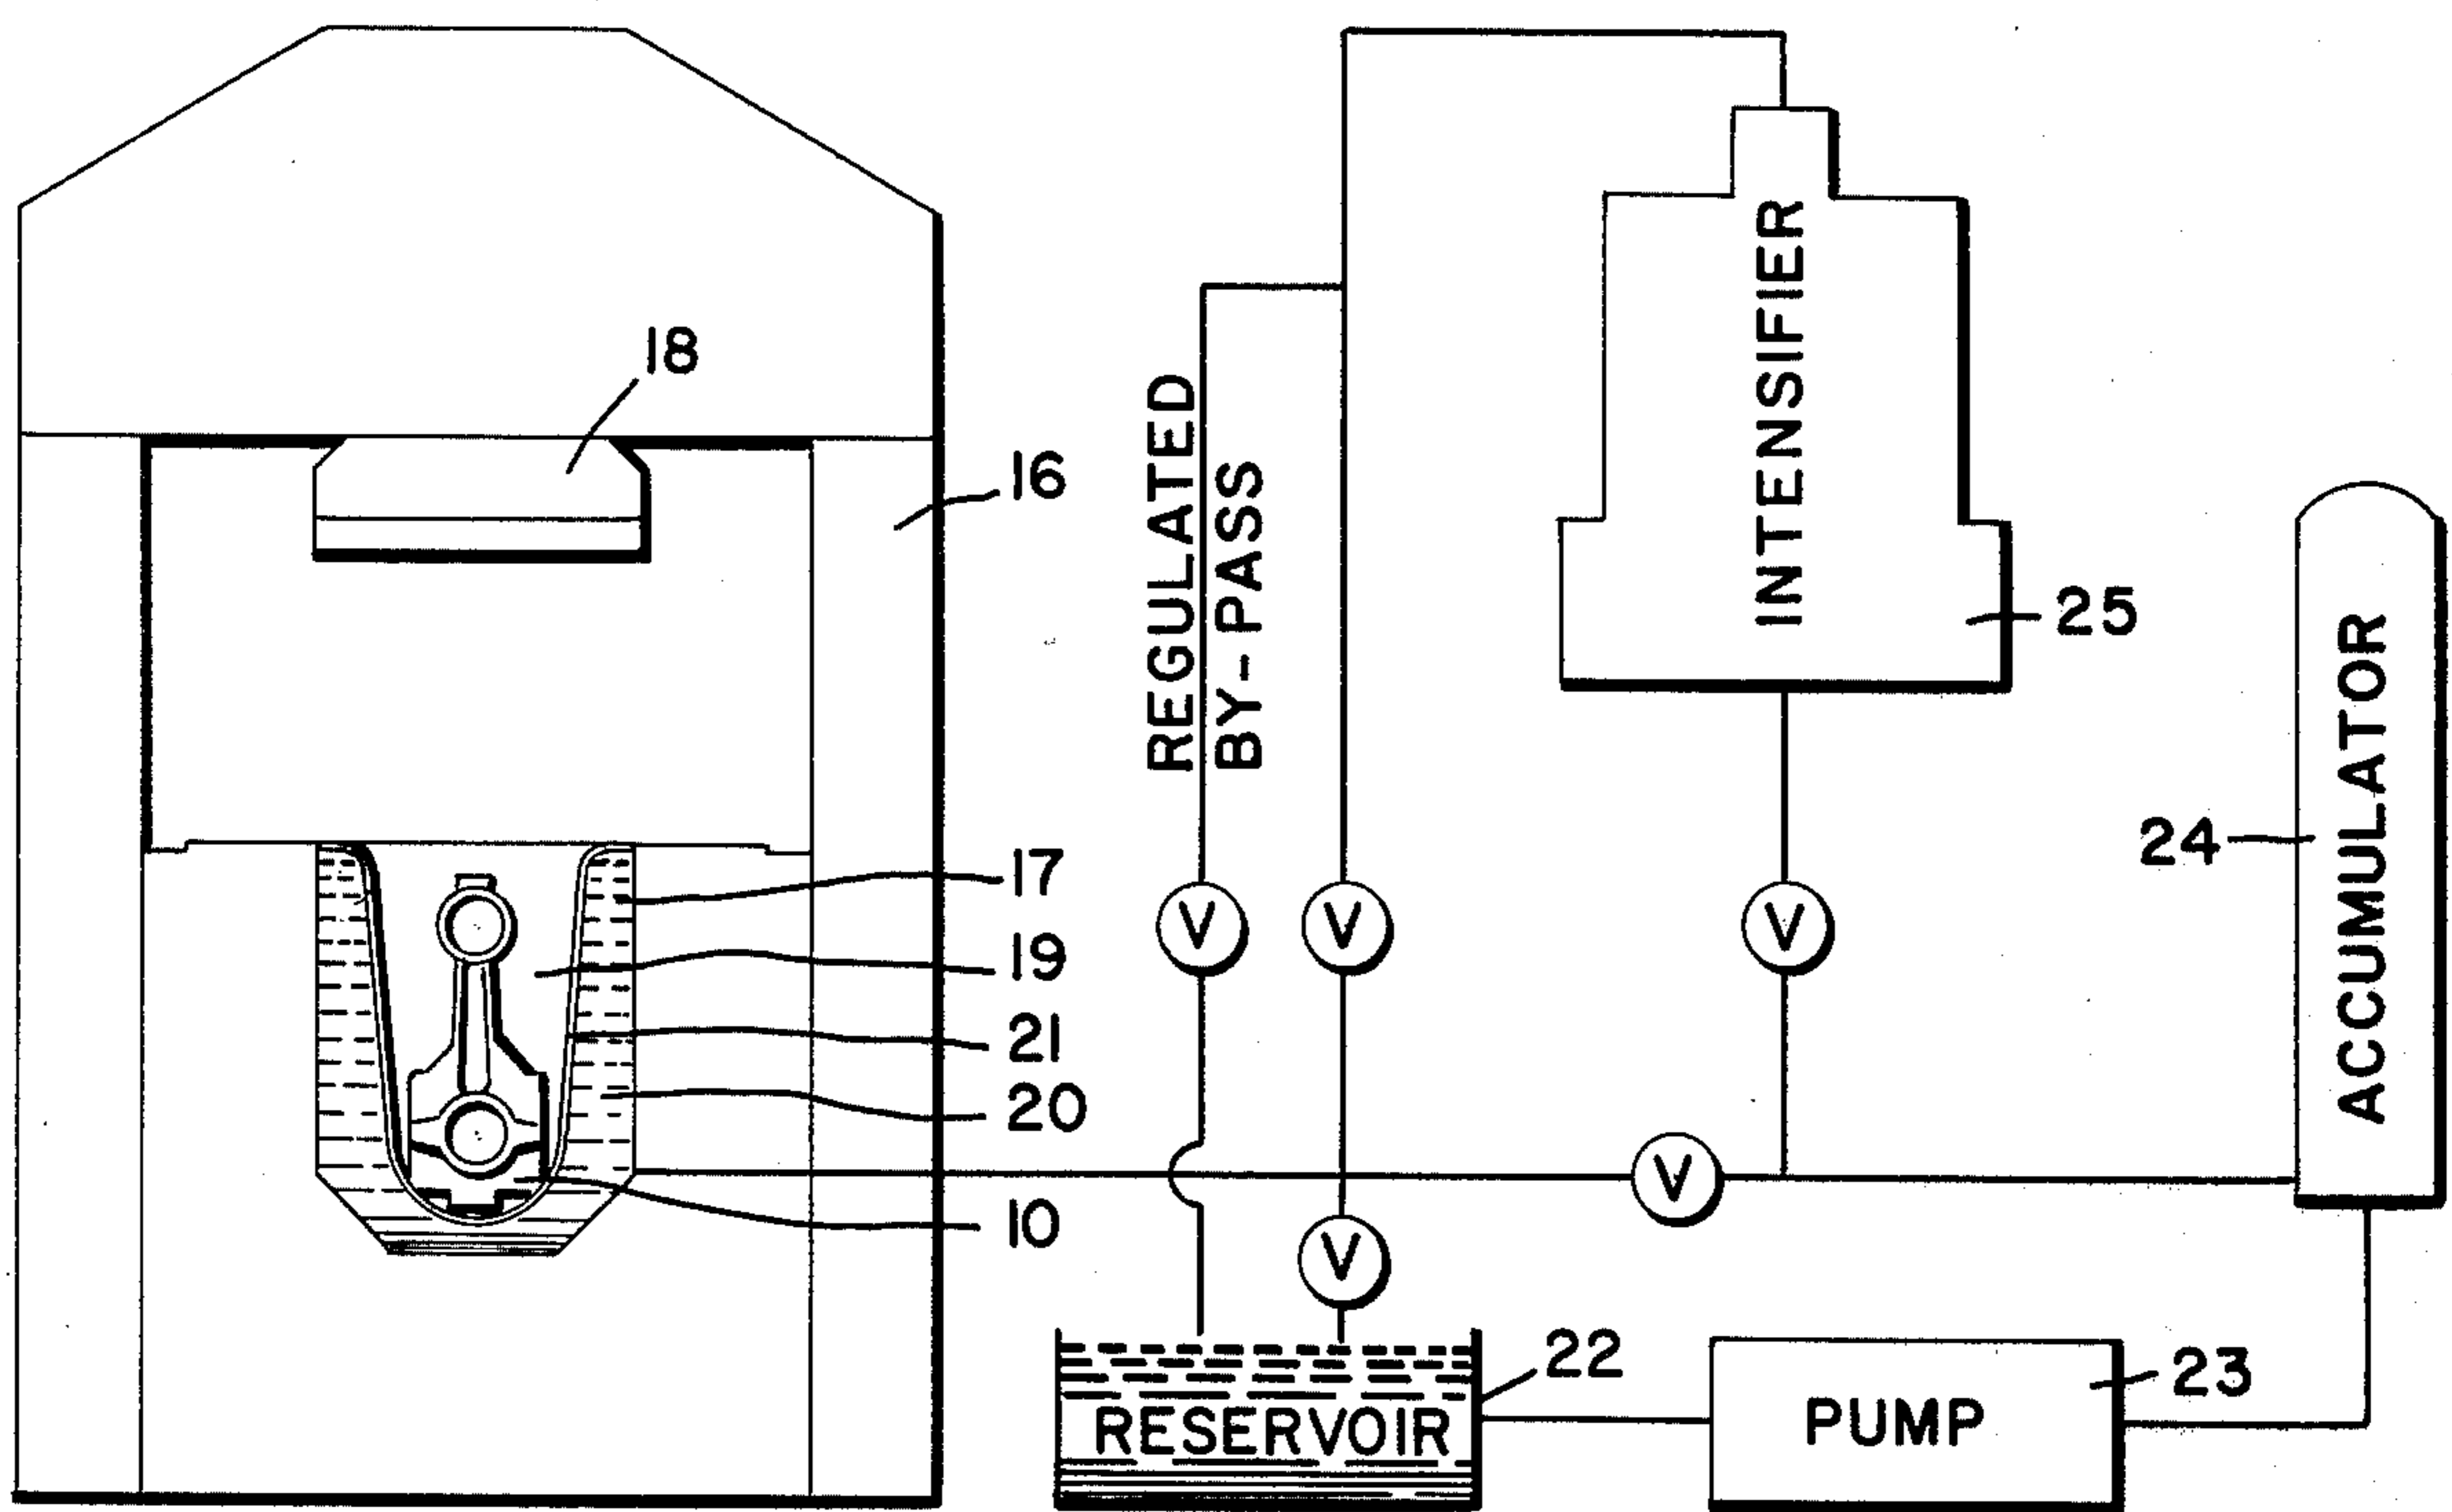 18
16
17
19
21
20
10
REGULATED
BY-PASS
INTENSIFIER
25
24
ACCUMULATOR
V
V
V
V
V
RESERVOIR
22
PUMP
23